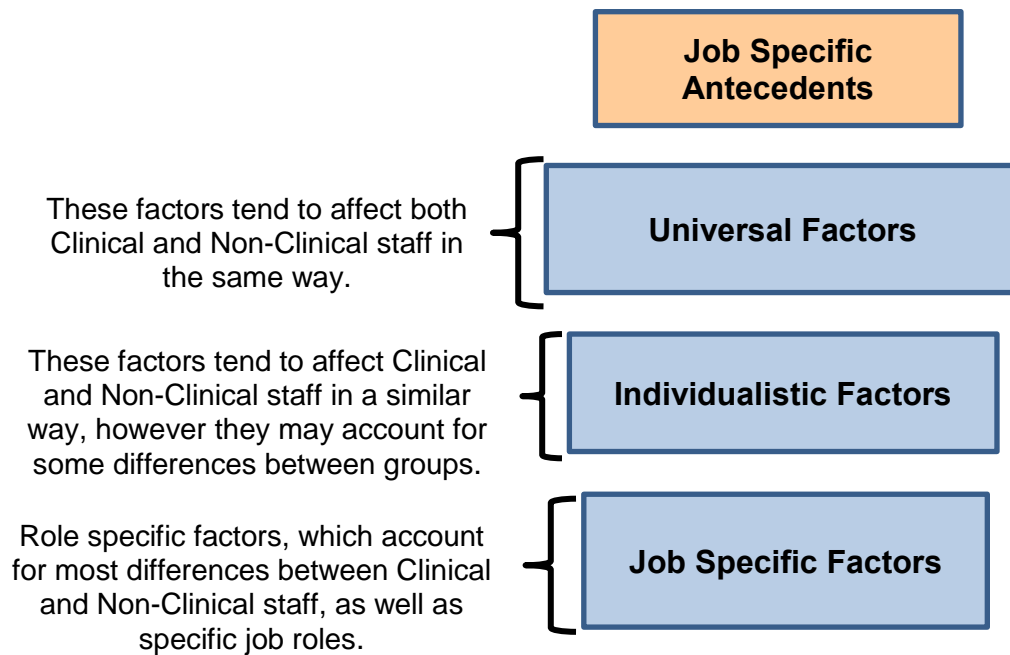 Job Specific
Antecedents
These factors tend to affect both
Clinical and Non-Clinical staff in
the same way.
Universal Factors
These factors tend to affect Clinical
and Non-Clinical staff in a similar
way, however they may account for
some differences between groups.
Individualistic Factors
Role specific factors, which account
for most differences between Clinical
and Non-Clinical staff, as well as
specific job roles.
Job Specific Factors